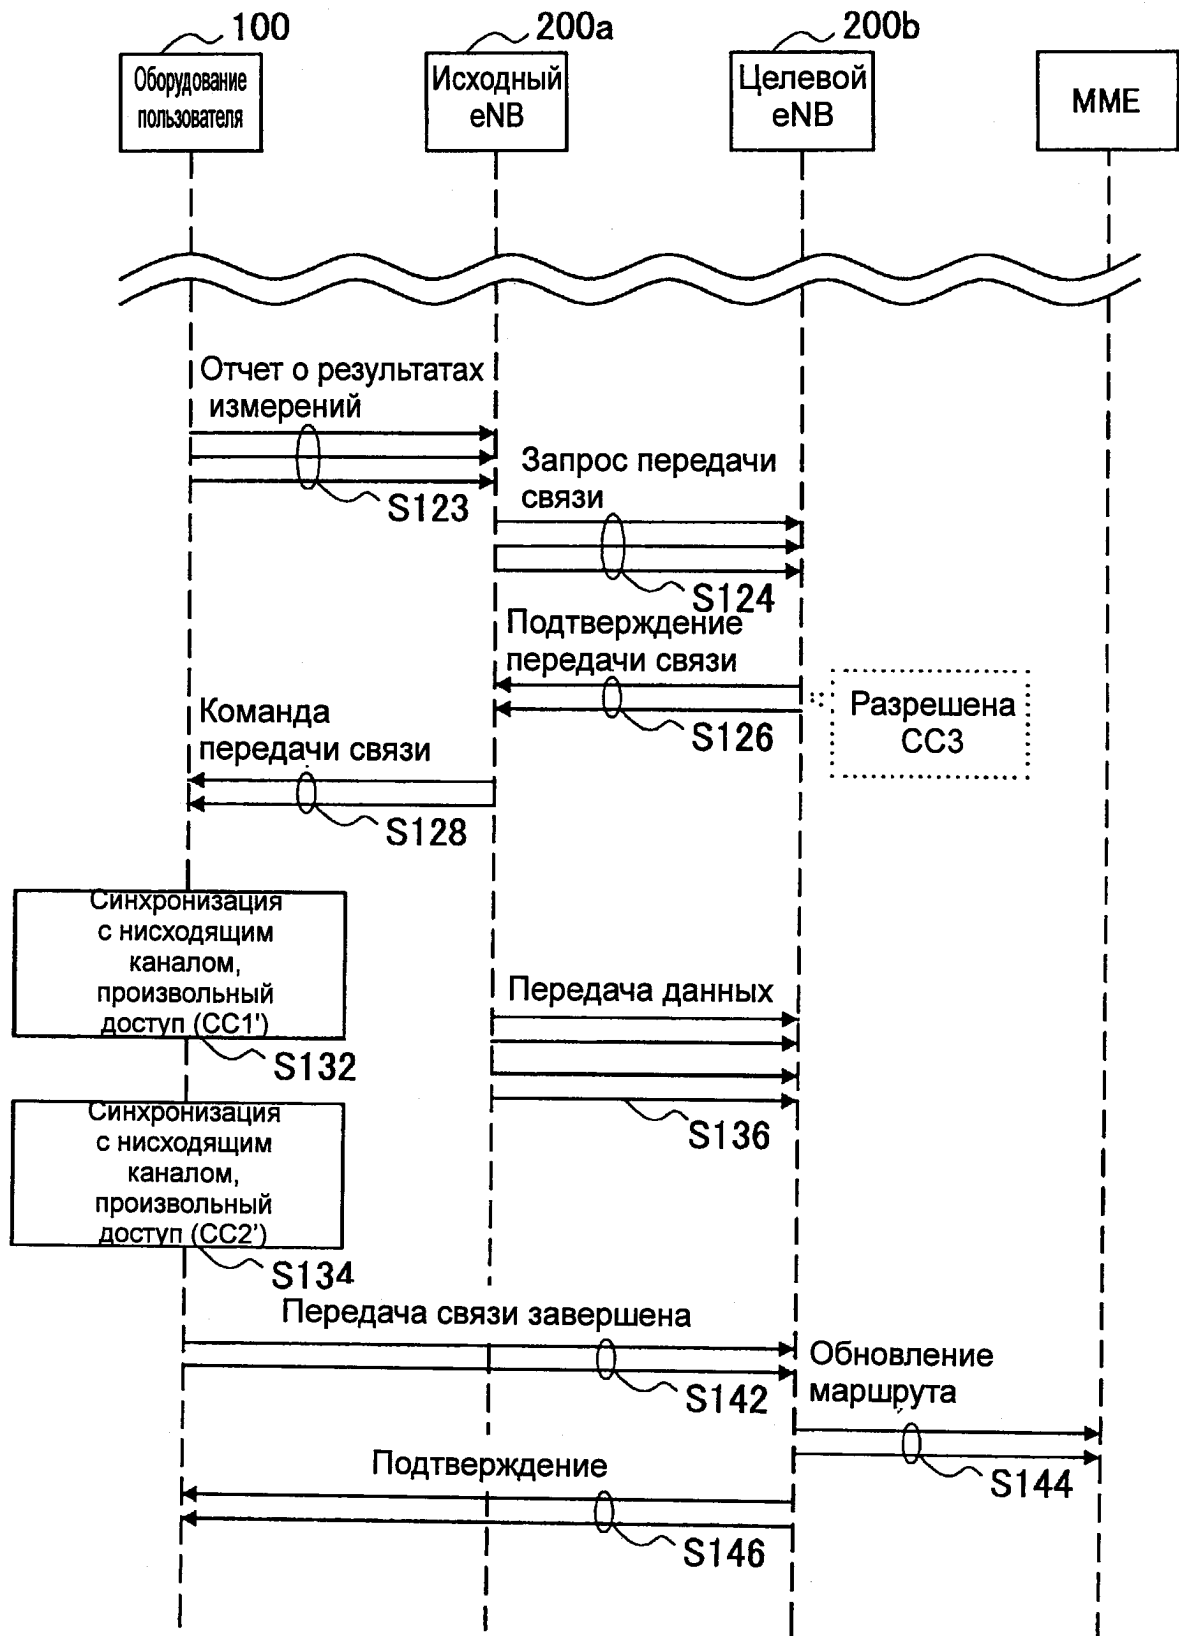 100
200a
200b
Оборудование
пользователя
Исходный
eNB
Целевой
eNB
MME
Отчет о результатах
измерений
S123
Запрос передачи
связи
S124
Подтверждение
передачи связи
S126
Разрешена
CC3
Команда
передачи связи
S128
Синхронизация
с нисходящим
каналом,
произвольный
доступ (CC1')
S132
Передача данных
S136
Синхронизация
с нисходящим
каналом,
произвольный
доступ (CC2')
S134
Передача связи завершена
S142
Обновление
маршрута
S144
Подтверждение
S146